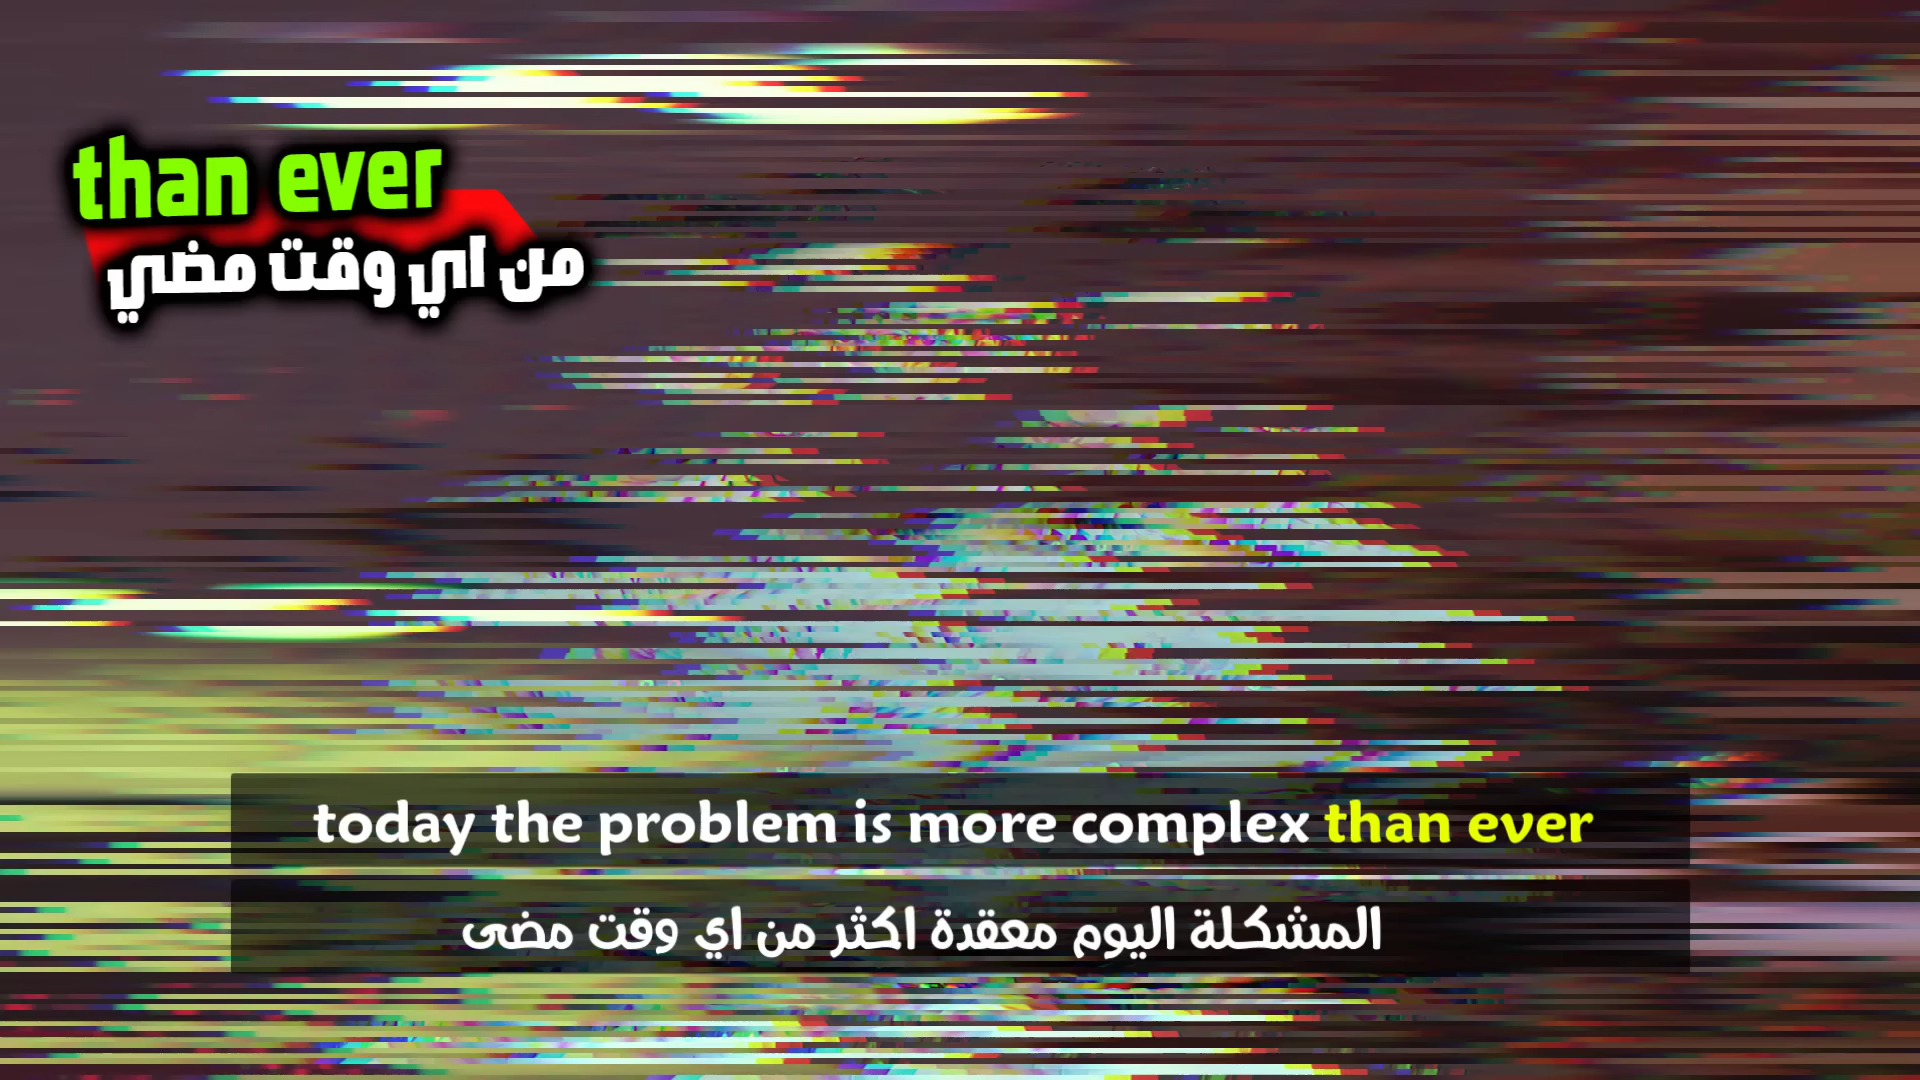 than ever
من اي وقت مضي
today the problem is more complex than ever
المشكلة اليوم معقدة اكثر من اي وقت مضى